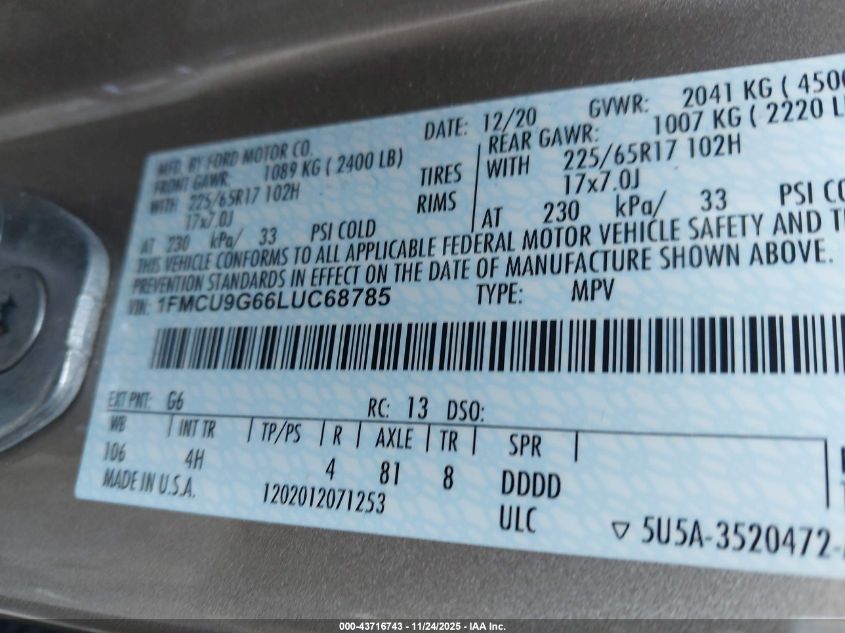 MFD. BY FORD MOTOR CO. DATE: 12/20 GVWR: 2041 KG ( 4500
FRONT GAWR: 1089 KG ( 2400 LB) REAR GAWR: 1007 KG ( 2220 L
WITH 225/65R17 102H TIRES WITH 225/65R17 102H
17x7.0J RIMS 17x7.0J
AT 230 kPa/ 33 PSI COLD AT 230 kPa/ 33 PSI CO
THIS VEHICLE CONFORMS TO ALL APPLICABLE FEDERAL MOTOR VEHICLE SAFETY AND T
PREVENTION STANDARDS IN EFFECT ON THE DATE OF MANUFACTURE SHOWN ABOVE.
VIN: 1FMCU9G66LUC68785 TYPE: MPV
EXT PNT: G6 RC: 13 DSO:
WB INT TR TP/PS R AXLE TR SPR
106 4H 4 81 8 DDDD
MADE IN U.S.A. 1202012071253 ULC ▽ 5U5A-3520472-
000-43716743 - 11/24/2025 - IAA Inc.